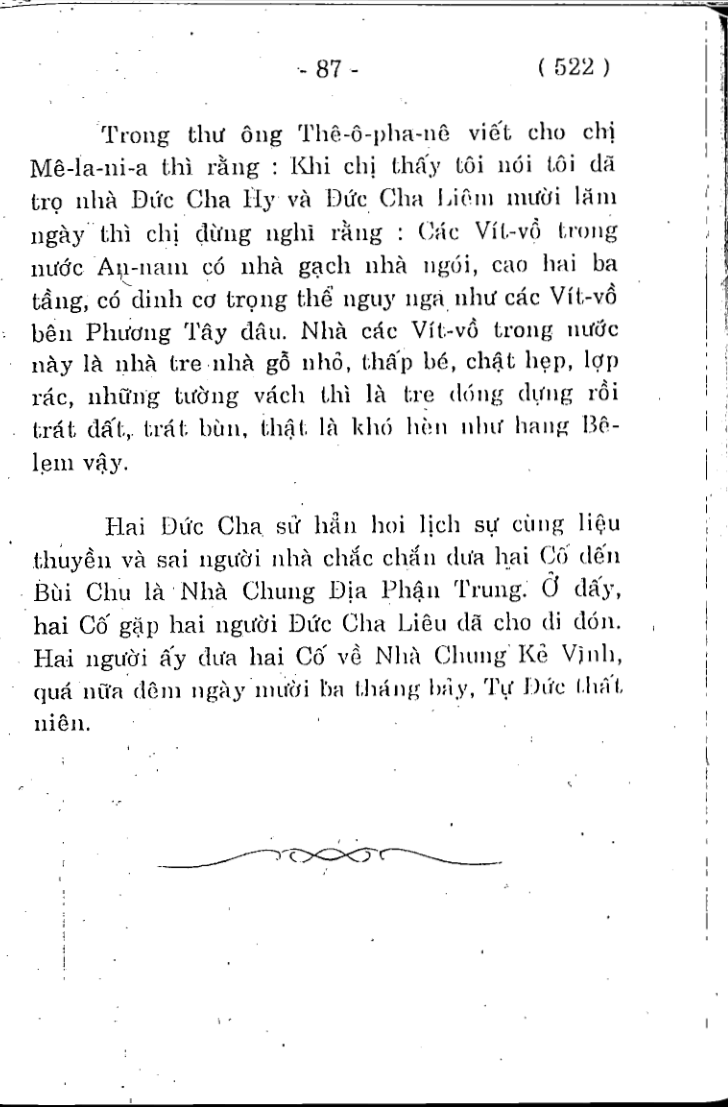 - 87 -
( 522 )
Trong thư ông Thê-ô-pha-nê viết cho chị
Mê-la-ni-a thì rằng : Khi chị thấy tôi nói tôi đã
trọ nhà Đức Cha Hy và Đức Cha Liêm mười lăm
ngày thì chị đừng nghĩ rằng : Các Vít-vồ trong
nước An-nam có nhà gạch nhà ngói, cao hai ba
tầng, có dinh cơ trọng thể nguy nga như các Vít-vồ
bên Phương Tây đâu. Nhà các Vít-vồ trong nước
này là nhà tre nhà gỗ nhỏ, thấp bé, chật hẹp, lợp
rác, những tường vách thì là tre đóng dựng rồi
trát đất, trát bùn, thật là khó hèn như hang Bê-
lem vậy.
Hai Đức Cha sử hẳn hoi lịch sự cùng liệu
thuyền và sai người nhà chắc chắn đưa hai Cố đến
Bùi Chu là Nhà Chung Địa Phận Trung. Ở đấy,
hai Cố gặp hai người Đức Cha Liêu đã cho đi đón.
Hai người ấy đưa hai Cố về Nhà Chung Kẻ Vịnh,
quá nữa đêm ngày mười ba tháng bảy, Tự Đức thất
niên.